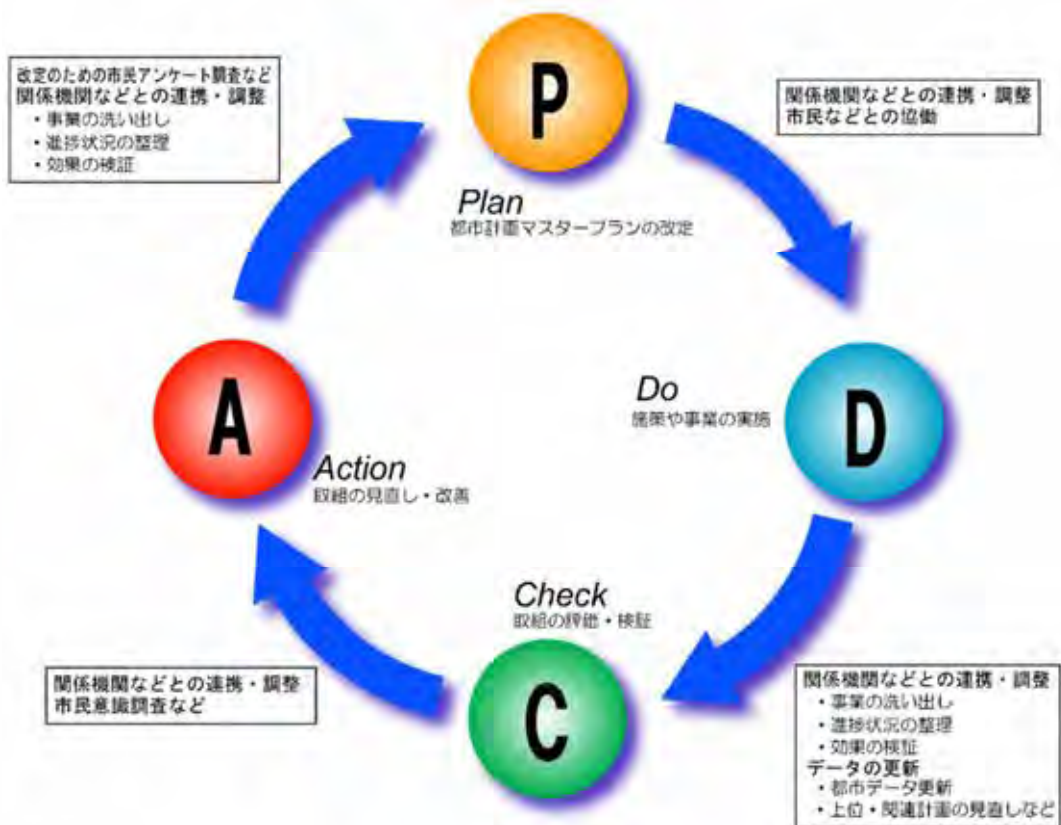 改定のための市民アンケート調査など
関係機関などとの連携・調整
・事業の洗い出し
・進捗状況の整理
・効果の検証
P
Plan
都市計画マスタープランの改定
関係機関などとの連携・調整
市民などとの協働
D
Do
施策や事業の実施
関係機関などとの連携・調整
・事業の洗い出し
・進捗状況の整理
・効果の検証
データの更新
・都市データ更新
・上位・関連計画の見直しなど
C
Check
取組の評価・検証
関係機関などとの連携・調整
市民意識調査など
A
Action
取組の見直し・改善